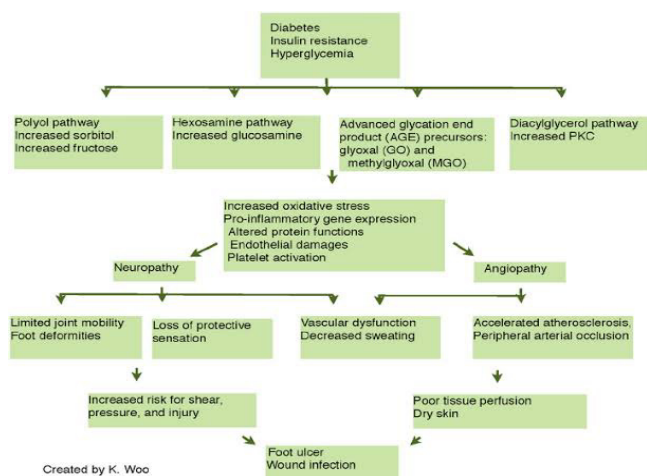 Diabetes
Insulin resistance
Hyperglycemia
Polyol pathway
Increased sorbitol
Increased fructose
Hexosamine pathway
Increased glucosamine
Advanced glycation end
product (AGE) precursors:
glyoxal (GO) and
methylglyoxal (MGO)
Diacylglycerol pathway
Increased PKC
Increased oxidative stress
Pro-inflammatory gene expression
Altered protein functions
Endothelial damages
Platelet activation
Neuropathy
Angiopathy
Limited joint mobility
Foot deformities
Loss of protective
sensation
Vascular dysfunction
Decreased sweating
Accelerated atherosclerosis,
Peripheral arterial occlusion
Increased risk for shear,
pressure, and injury
Poor tissue perfusion
Dry skin
Foot ulcer
Wound infection
Created by K. Woo